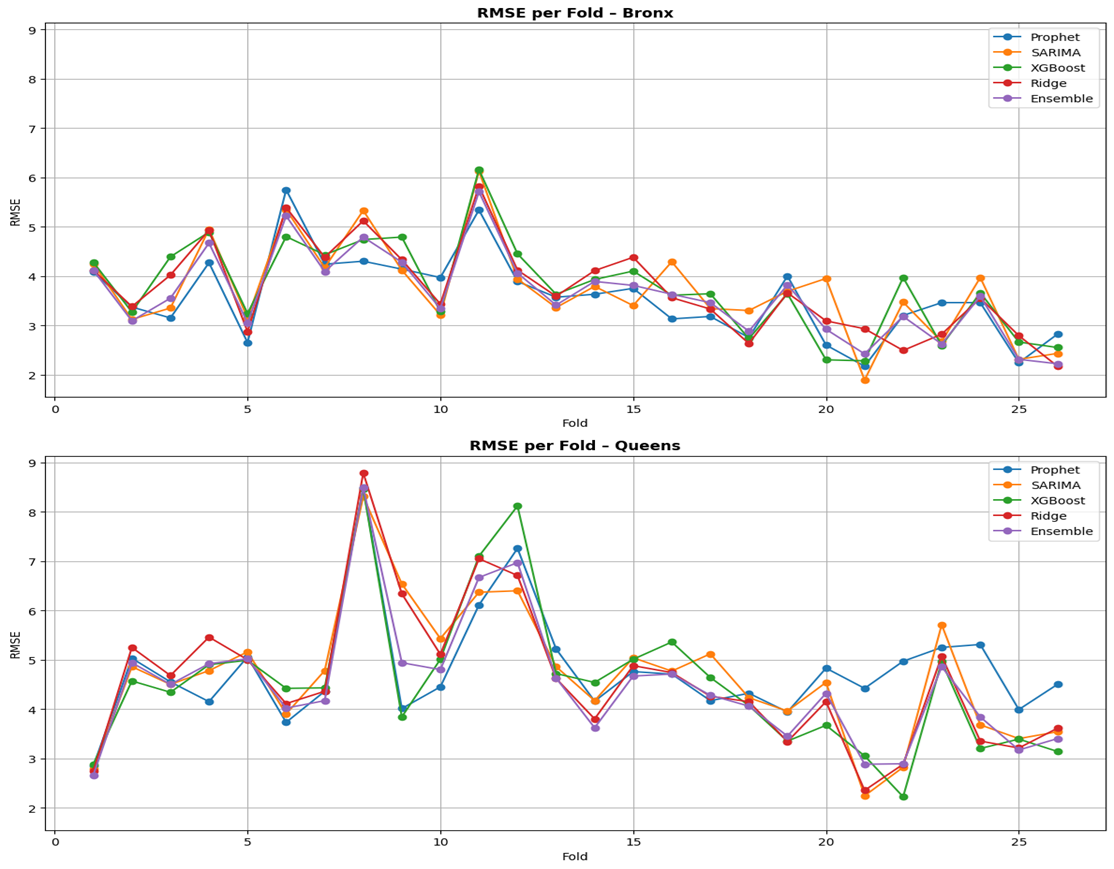 RMSE per Fold – Bronx
9
8
7
6
5
4
3
2
RMSE
Prophet
SARIMA
XGBoost
Ridge
Ensemble
0 5 10 15 20 25
Fold
RMSE per Fold – Queens
9
8
7
6
5
4
3
2
RMSE
Prophet
SARIMA
XGBoost
Ridge
Ensemble
0 5 10 15 20 25
Fold